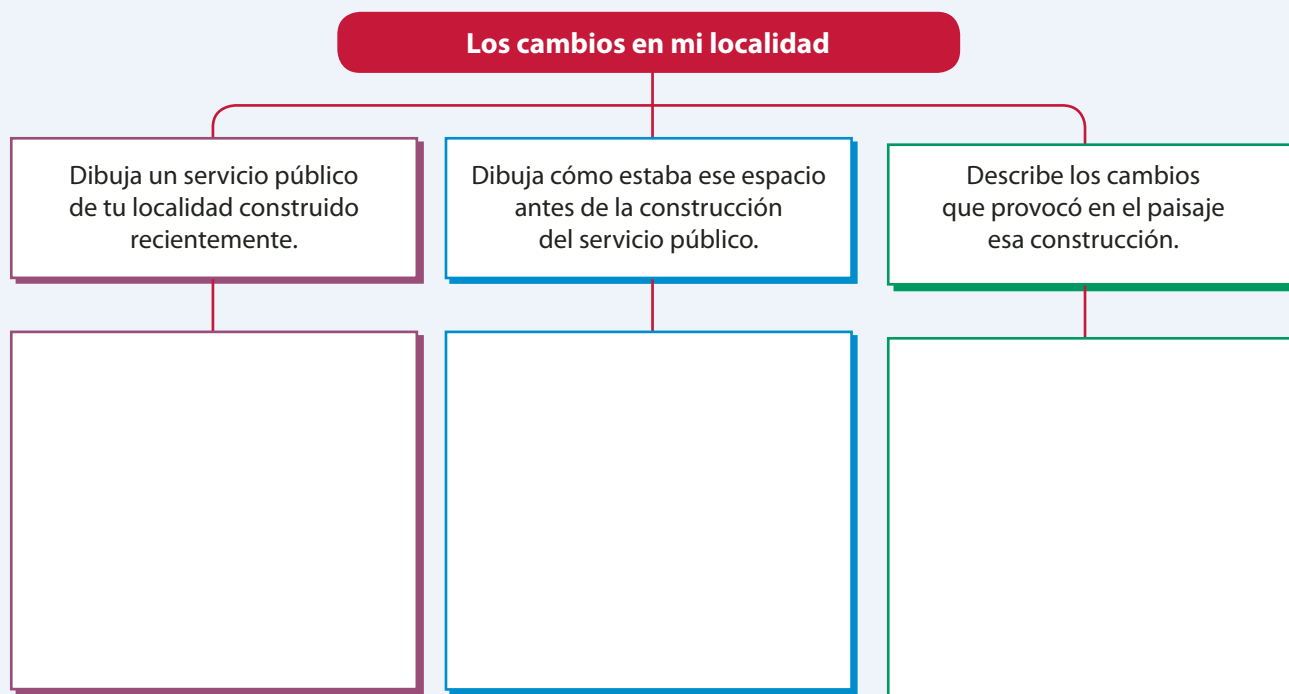 Los cambios en mi localidad
Dibuja un servicio público
de tu localidad construido
recientemente.
Dibuja cómo estaba ese espacio
antes de la construcción
del servicio público.
Describe los cambios
que provocó en el paisaje
esa construcción.